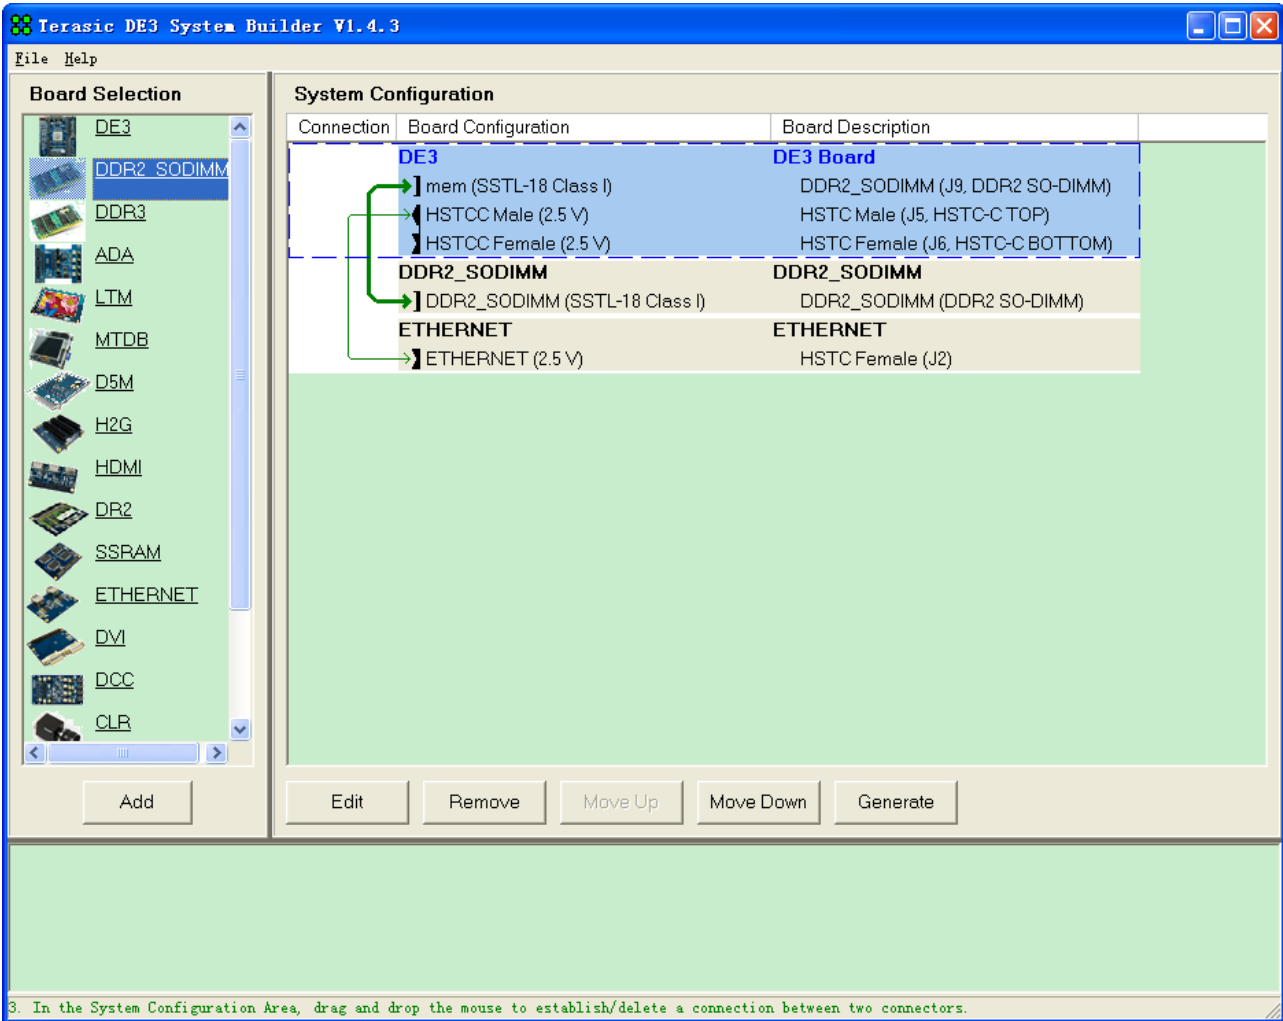 Terasic DE3 System Builder V1.4.3
File Help
Board Selection
DE3
DDR2_SODIMM
DDR3
ADA
LTM
MTDB
D5M
H2G
HDMI
DR2
SSRAM
ETHERNET
DVI
DCC
CLR
Add
System Configuration
Connection Board Configuration Board Description
DE3 DE3 Board
mem (SSTL-18 Class I) DDR2_SODIMM (J9, DDR2 SO-DIMM)
HSTCC Male (2.5 V) HSTC Male (J5, HSTC-C TOP)
HSTCC Female (2.5 V) HSTC Female (J6, HSTC-C BOTTOM)
DDR2_SODIMM DDR2_SODIMM
DDR2_SODIMM (SSTL-18 Class I) DDR2_SODIMM (DDR2 SO-DIMM)
ETHERNET ETHERNET
ETHERNET (2.5 V) HSTC Female (J2)
Edit Remove Move Up Move Down Generate
3. In the System Configuration Area, drag and drop the mouse to establish/delete a connection between two connectors.